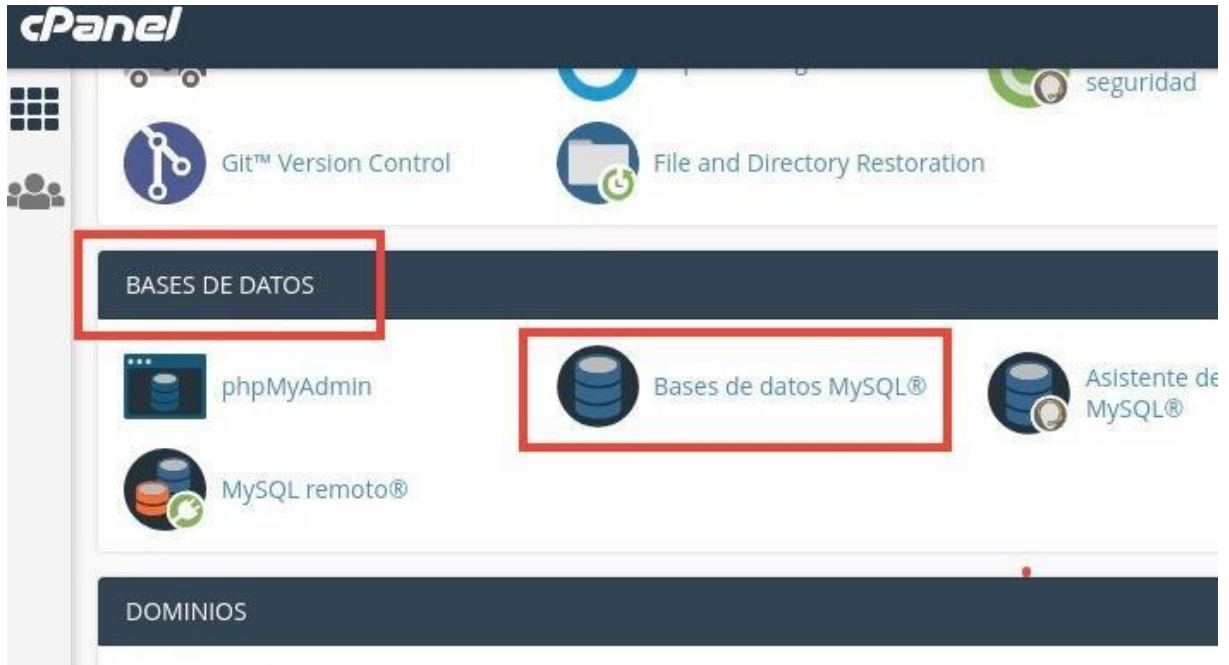 cPanel
seguridad
Git™ Version Control
File and Directory Restoration
BASES DE DATOS
phpMyAdmin
Bases de datos MySQL®
Asistente de
MySQL®
MySQL remoto®
DOMINIOS